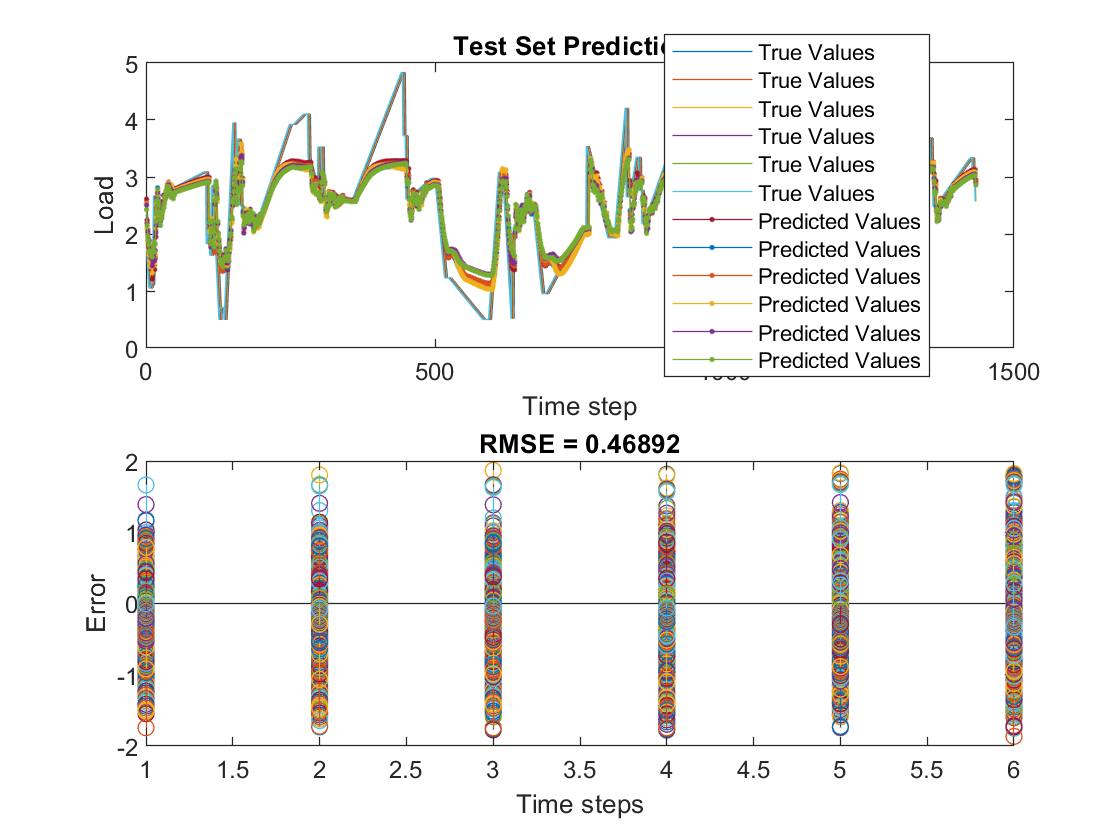 Test Set Predictio
True Values
True Values
True Values
True Values
True Values
True Values
Predicted Values
Predicted Values
Predicted Values
Predicted Values
Predicted Values
Predicted Values
5
4
3
2
1
0
Load
0
500
1500
Time step
RMSE = 0.46892
2
1
0
-1
-2
Error
1
1.5
2
2.5
3
3.5
4
4.5
5
5.5
6
Time steps